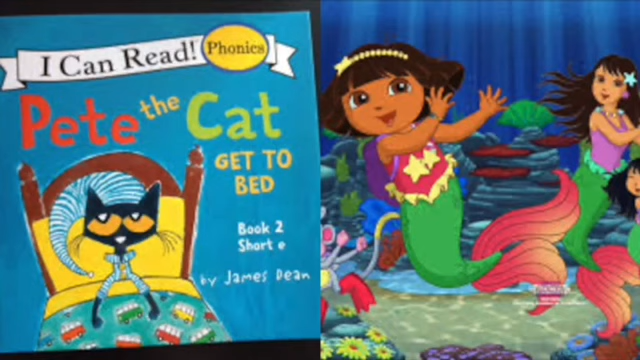 I Can Read!
Phonics
Pete the Cat
GET TO
BED
Book 2
Short e
by James Dean